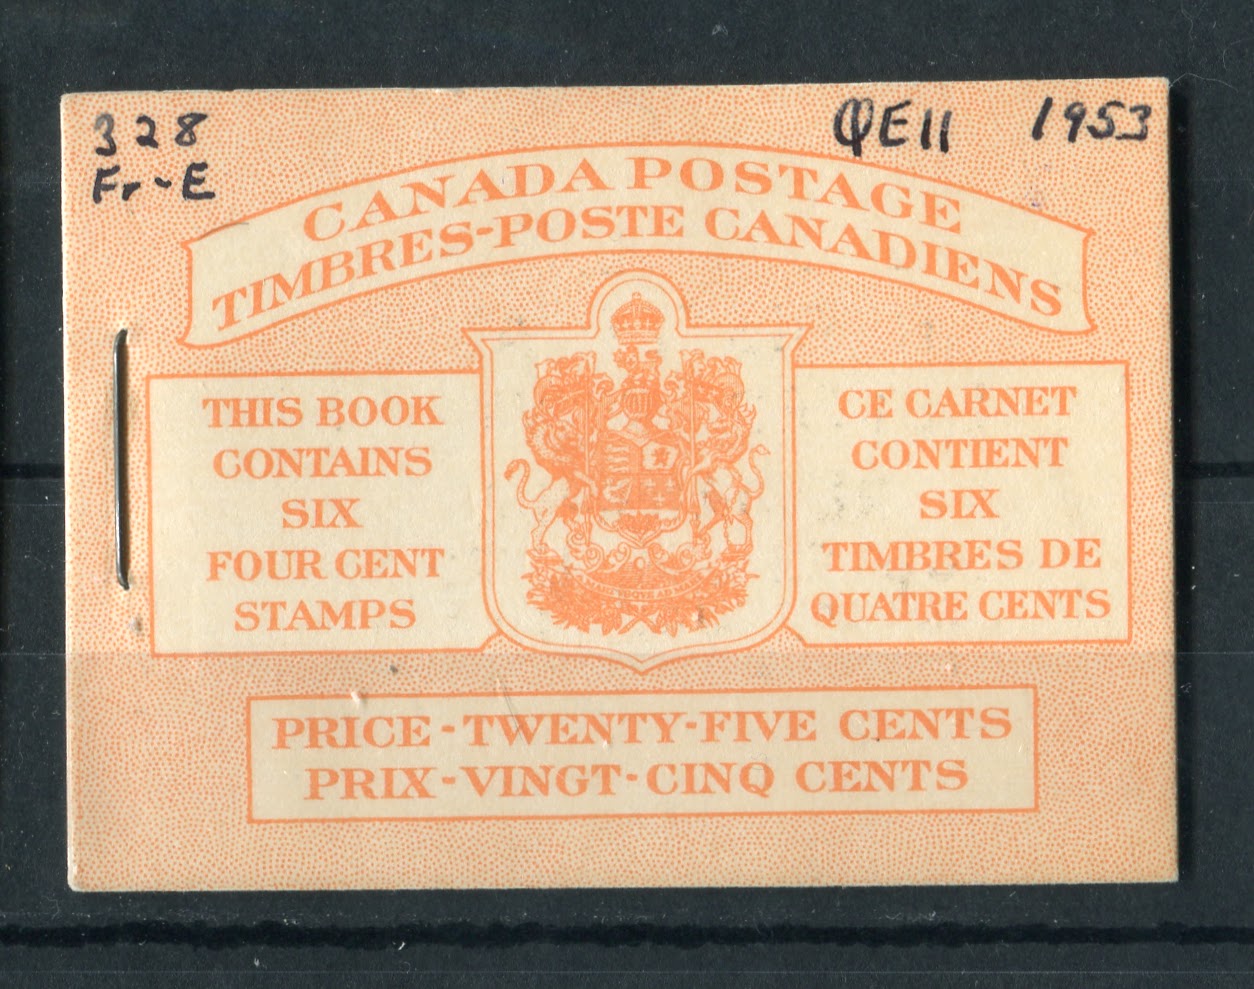 328
Fr-E
QEII 1953
CANADA POSTAGE
TIMBRES-POSTE CANADIENS
THIS BOOK
CONTAINS
SIX
FOUR CENT
STAMPS
CE CARNET
CONTIENT
SIX
TIMBRES DE
QUATRE CENTS
PRICE-TWENTY-FIVE CENTS
PRIX-VINGT-CINQ CENTS